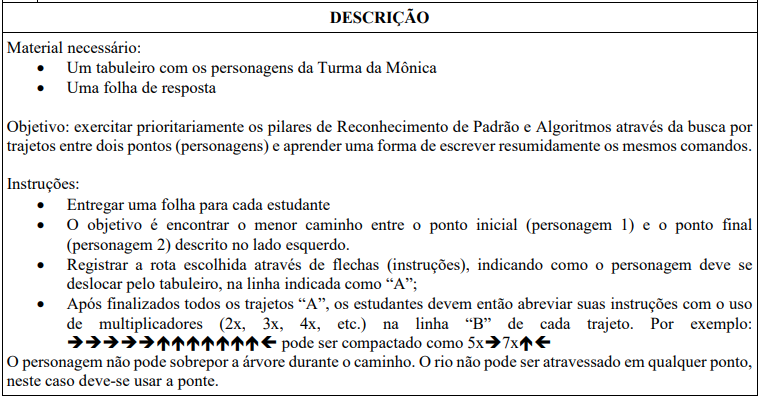 DESCRIÇÃO
Material necessário:
• Um tabuleiro com os personagens da Turma da Mônica
• Uma folha de resposta
Objetivo: exercitar prioritariamente os pilares de Reconhecimento de Padrão e Algoritmos através da busca por
trajetos entre dois pontos (personagens) e aprender uma forma de escrever resumidamente os mesmos comandos.
Instruções:
• Entregar uma folha para cada estudante
• O objetivo é encontrar o menor caminho entre o ponto inicial (personagem 1) e o ponto final
(personagem 2) descrito no lado esquerdo.
• Registrar a rota escolhida através de flechas (instruções), indicando como o personagem deve se
deslocar pelo tabuleiro, na linha indicada como “A”;
• Após finalizados todos os trajetos “A”, os estudantes devem então abreviar suas instruções com o uso
de multiplicadores (2x, 3x, 4x, etc.) na linha “B” de cada trajeto. Por exemplo:
➔➔➔➔➔🡹🡹🡹🡹🡹🡹🡹🡸 pode ser compactado como 5x➔7x🡹🡸
O personagem não pode sobrepor a árvore durante o caminho. O rio não pode ser atravessado em qualquer ponto,
neste caso deve-se usar a ponte.